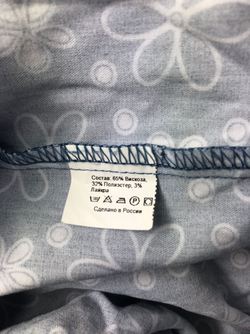 Состав: 65% Вискоза,
32% Полиэстер, 3%
Лайкра
Сделано в России